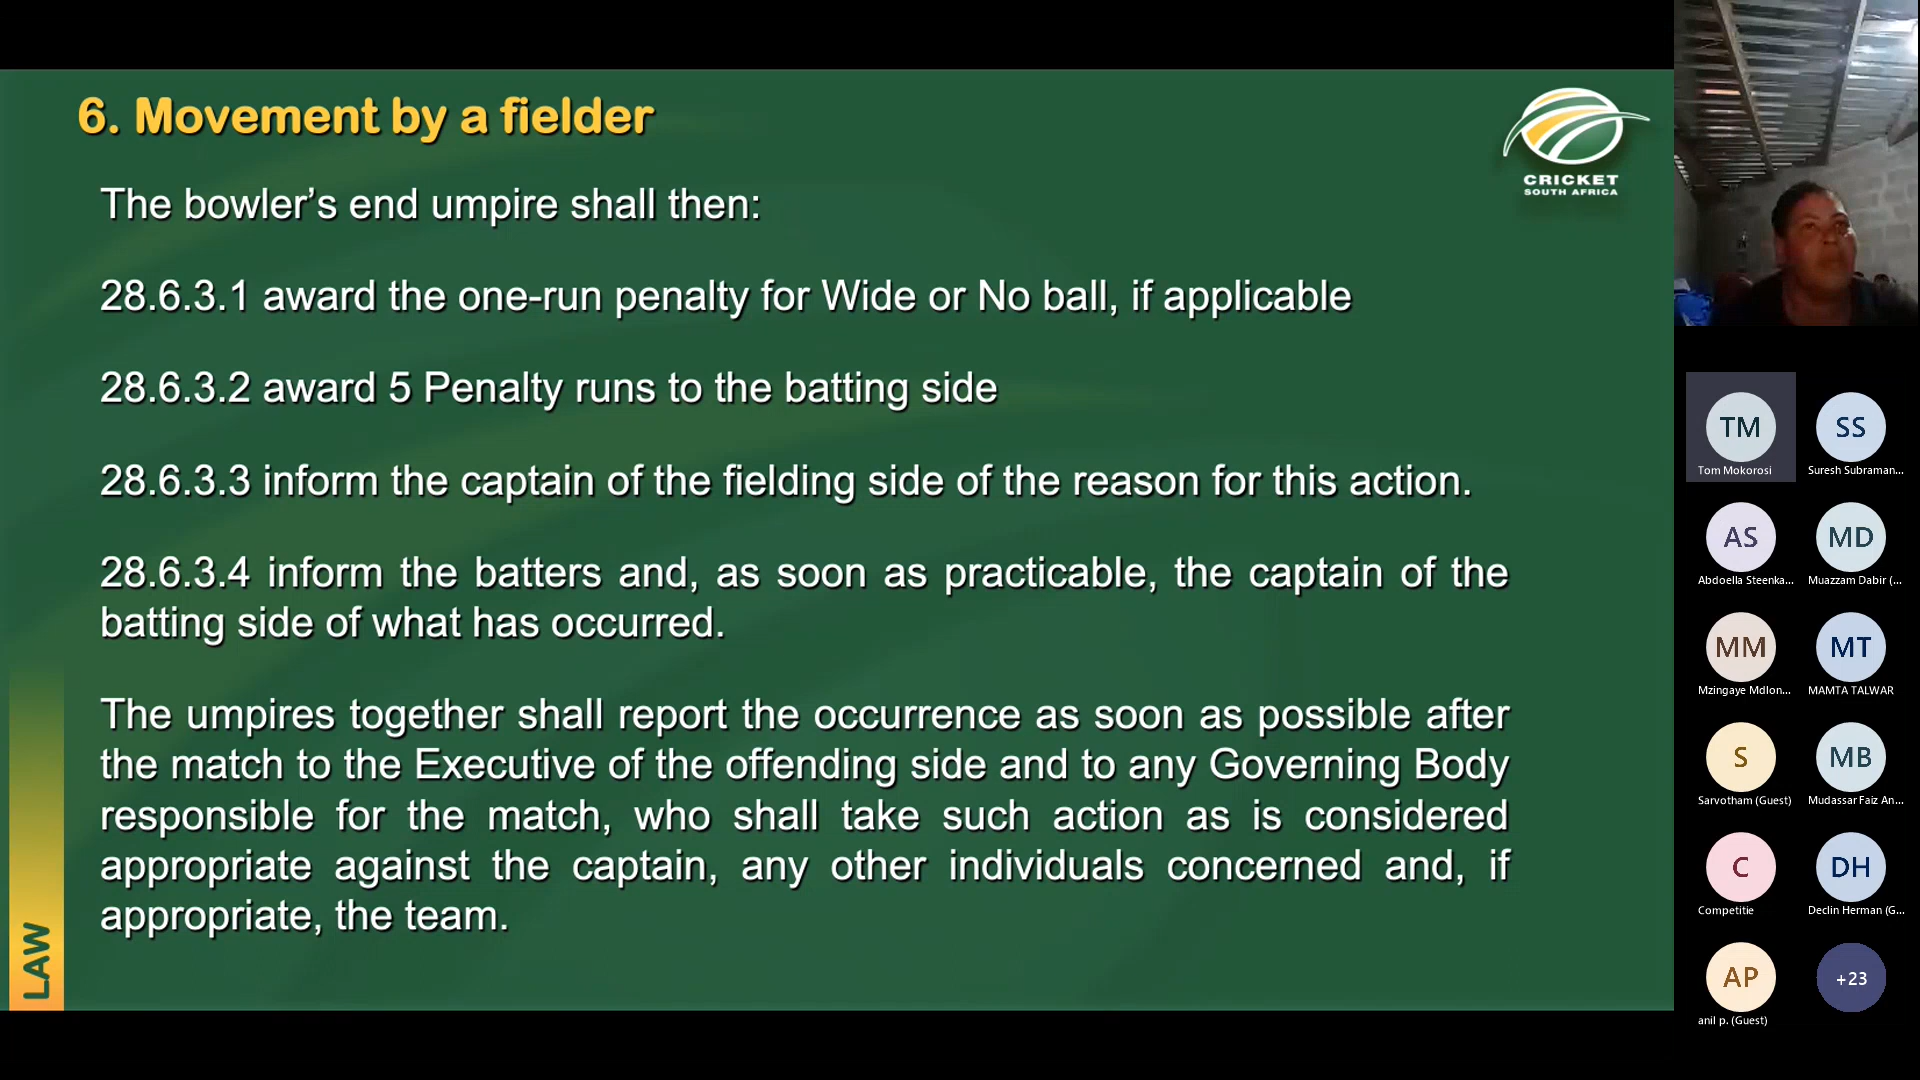 6. Movement by a fielder
CRICKET
SOUTH AFRICA
The bowler’s end umpire shall then:
28.6.3.1 award the one-run penalty for Wide or No ball, if applicable
28.6.3.2 award 5 Penalty runs to the batting side
28.6.3.3 inform the captain of the fielding side of the reason for this action.
28.6.3.4 inform the batters and, as soon as practicable, the captain of the
batting side of what has occurred.
The umpires together shall report the occurrence as soon as possible after
the match to the Executive of the offending side and to any Governing Body
responsible for the match, who shall take such action as is considered
appropriate against the captain, any other individuals concerned and, if
appropriate, the team.
LAW
TM
Tom Mokorosi
SS
Suresh Subraman...
AS
Abdoella Steenka...
MD
Muazzam Dabir (...
MM
Mzingaye Mdlon...
MT
MAMTA TALWAR
S
Sarvotham (Guest)
MB
Mudassar Faiz An...
C
Competitie
DH
Declin Herman (G...
AP
anil p. (Guest)
+23